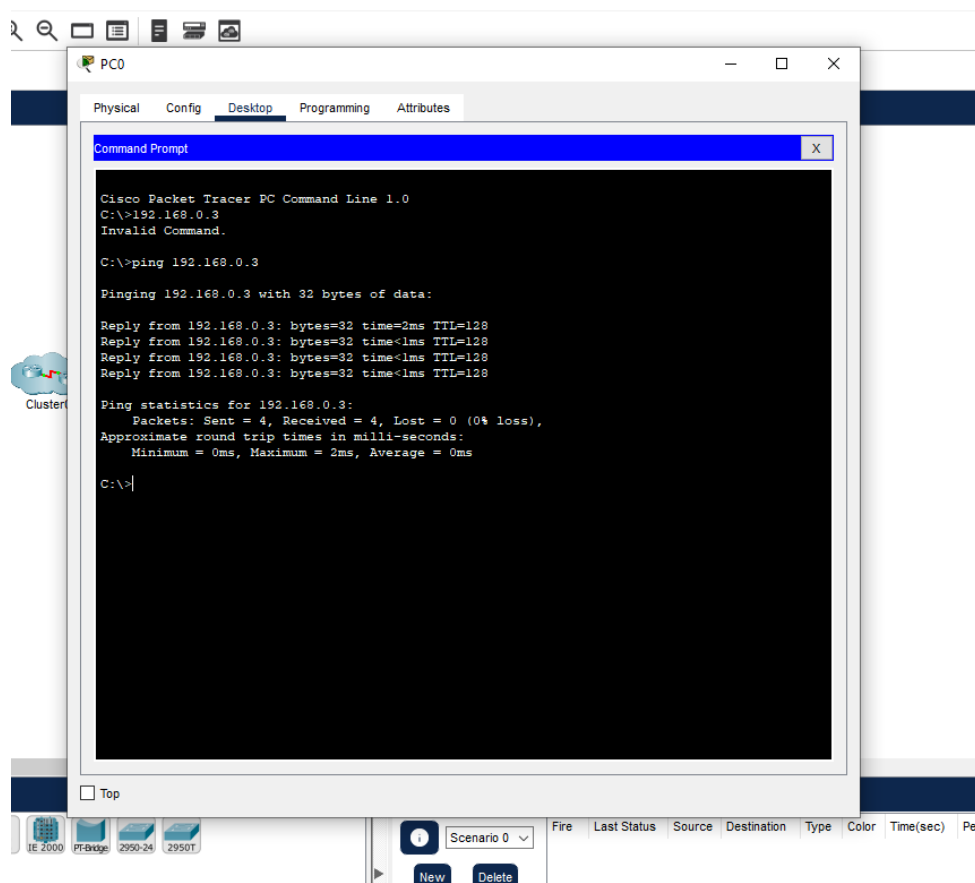 PC0
Physical Config Desktop Programming Attributes
Command Prompt
X
Cisco Packet Tracer PC Command Line 1.0
C:\>192.168.0.3
Invalid Command.
C:\>ping 192.168.0.3
Pinging 192.168.0.3 with 32 bytes of data:
Reply from 192.168.0.3: bytes=32 time=2ms TTL=128
Reply from 192.168.0.3: bytes=32 time<1ms TTL=128
Reply from 192.168.0.3: bytes=32 time<1ms TTL=128
Reply from 192.168.0.3: bytes=32 time<1ms TTL=128
Ping statistics for 192.168.0.3:
Packets: Sent = 4, Received = 4, Lost = 0 (0% loss),
Approximate round trip times in milli-seconds:
Minimum = 0ms, Maximum = 2ms, Average = 0ms
C:\>
Cluster
Top
IE 2000 PT-Bridge 2950-24 2950T
Scenario 0
New Delete
Fire Last Status Source Destination Type Color Time(sec) Pe